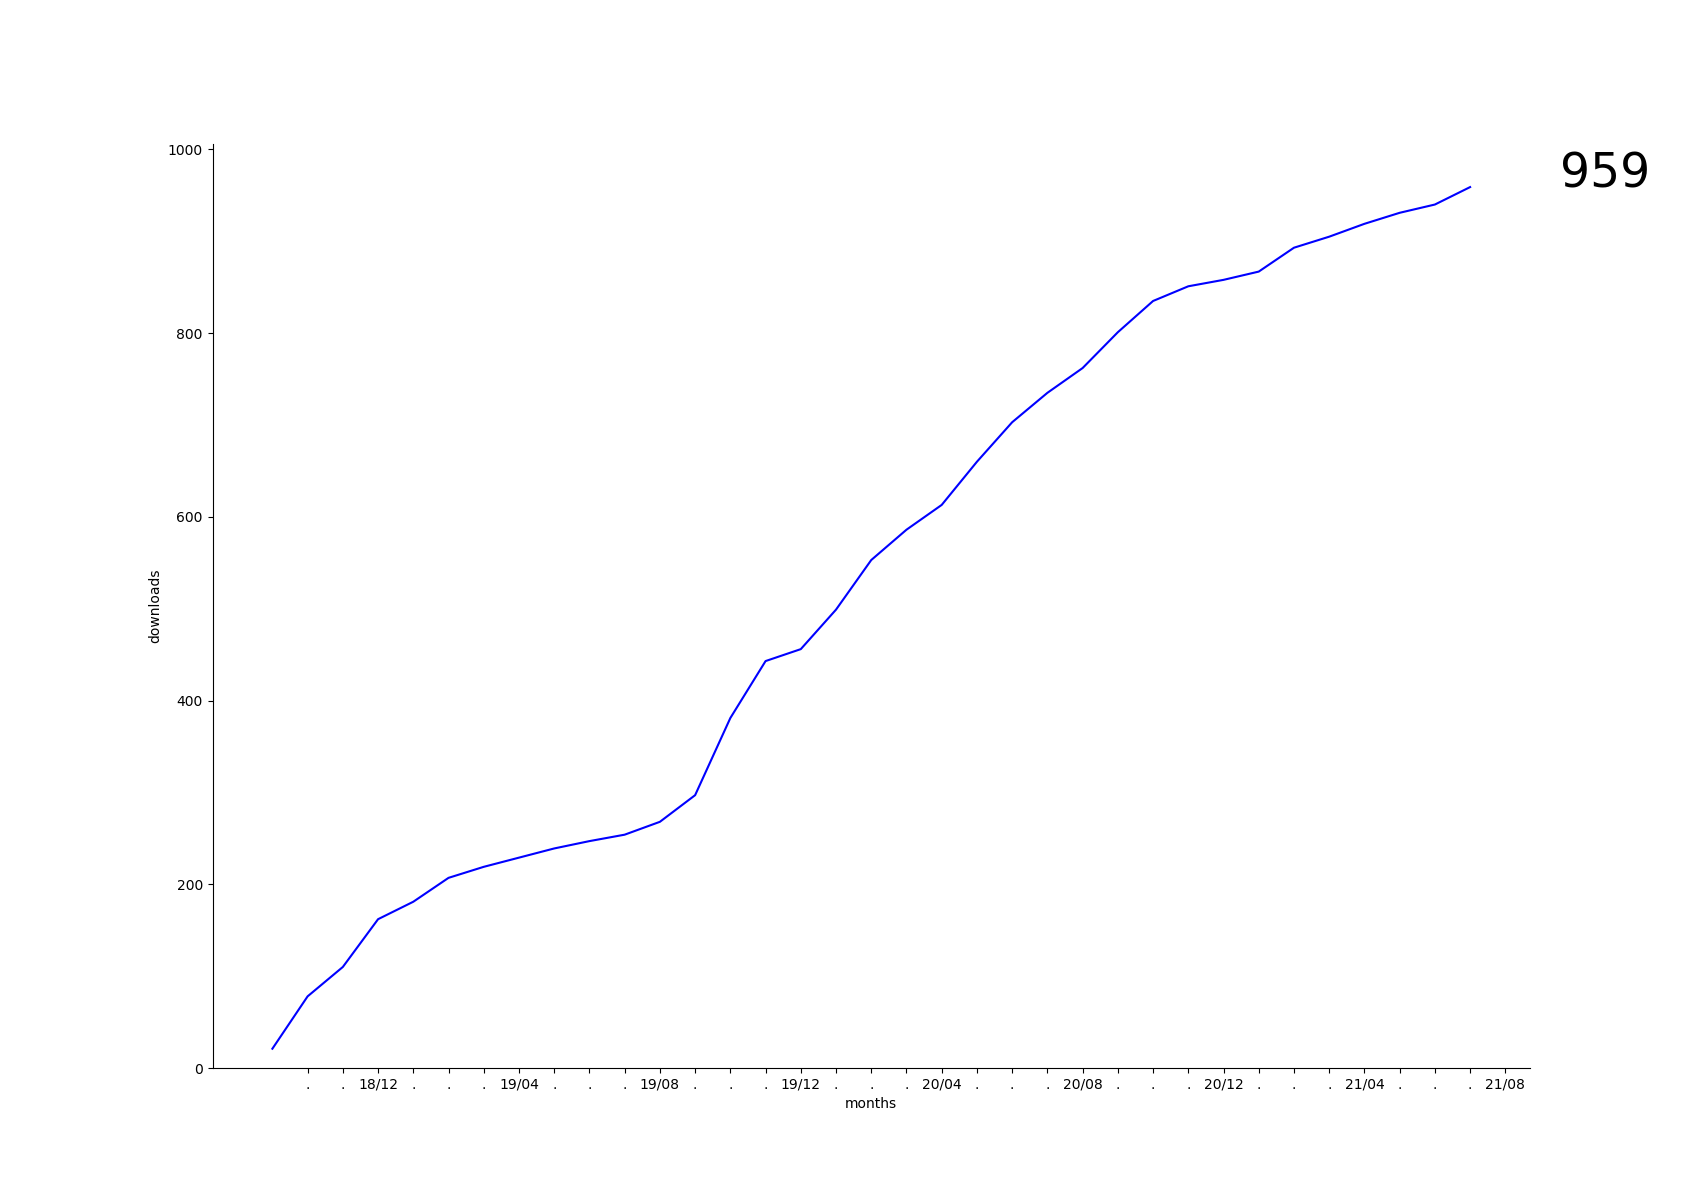 959
1000
800
600
400
200
0
downloads
. . 18/12 . . . 19/04 . . . 19/08 . . . 19/12 . . . 20/04 . . . 20/08 . . . 20/12 . . . 21/04 . . . 21/08
months